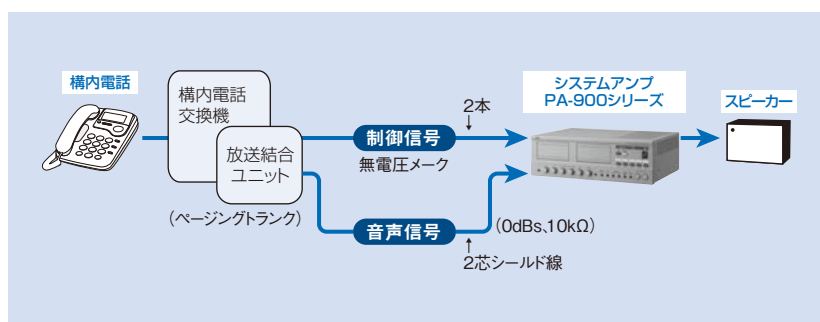 構内電話
構内電話
交換機
放送結合
ユニット
(ページングトランク)
制御信号
無電圧メーク
2本
音声信号
(0dBs、10kΩ)
2芯シールド線
システムアンプ
PA-900シリーズ
スピーカー